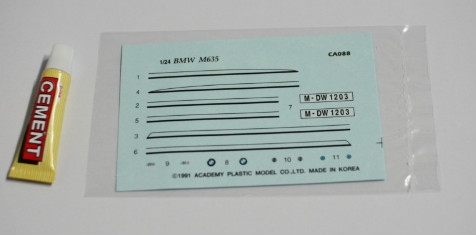 CEMENT
1/24 BMW M635
CA088
1
4
2
5
3
6
7
M-DW1203
M-DW1203
9
8
10
11
©1991 ACADEMY PLASTIC MODEL CO.,LTD. MADE IN KOREA